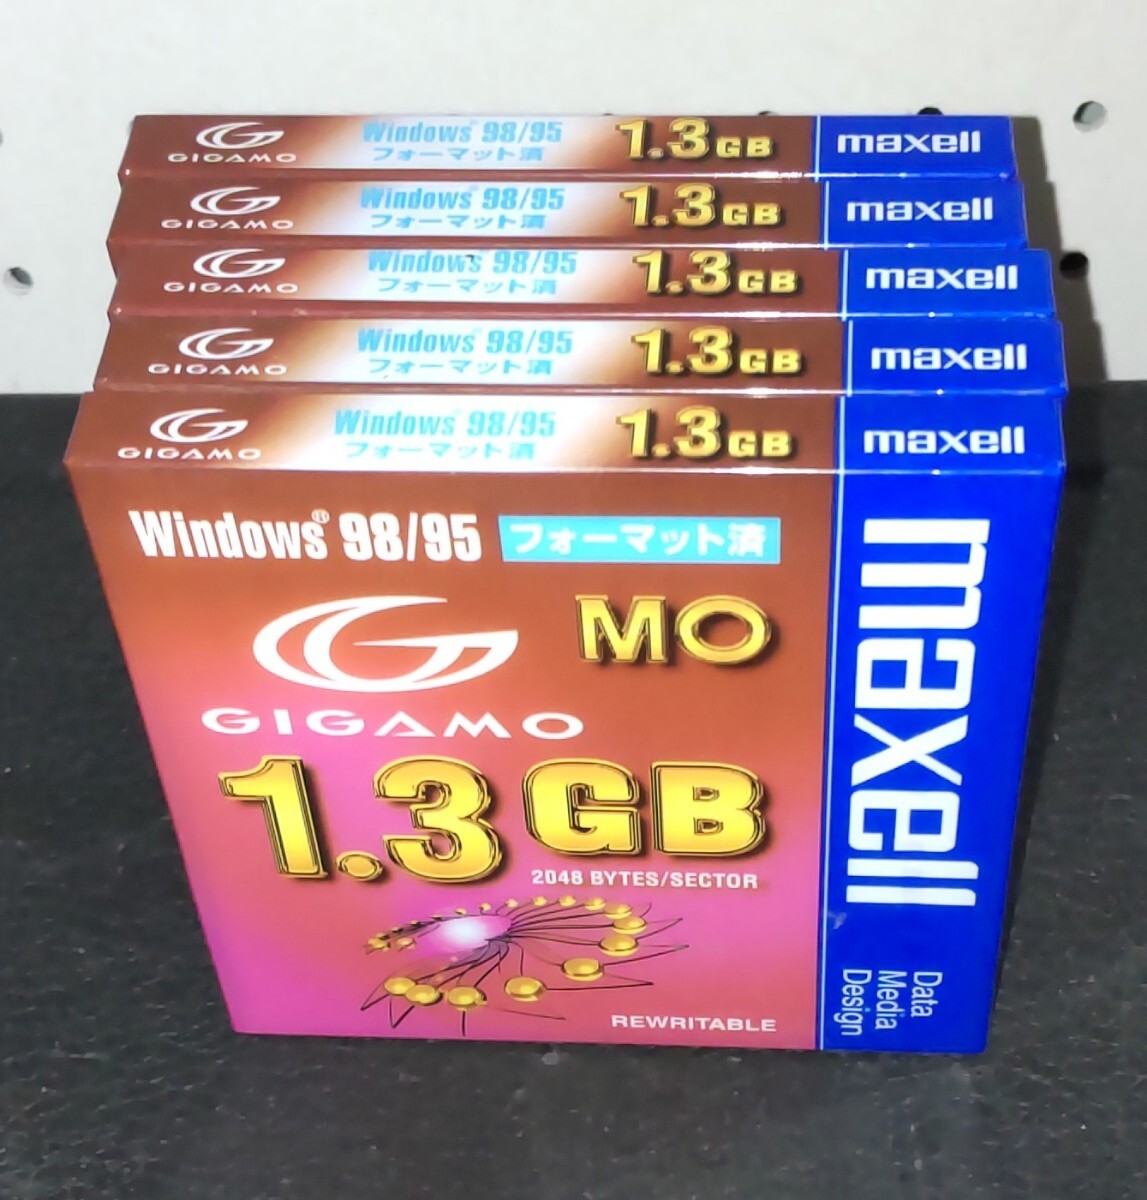 GIGAMO
Windows 98/95
フォーマット済
1.3GB
maxell
GIGAMO
Windows 98/95
フォーマット済
1.3GB
maxell
GIGAMO
Windows 98/95
フォーマット済
1.3GB
maxell
GIGAMO
Windows 98/95
フォーマット済
1.3GB
maxell
GIGAMO
Windows 98/95
フォーマット済
1.3GB
maxell
Windows® 98/95 フォーマット済
MO
GIGAMO
1.3GB
2048 BYTES/SECTOR
REWRITABLE
maxell
Data
Media
Design